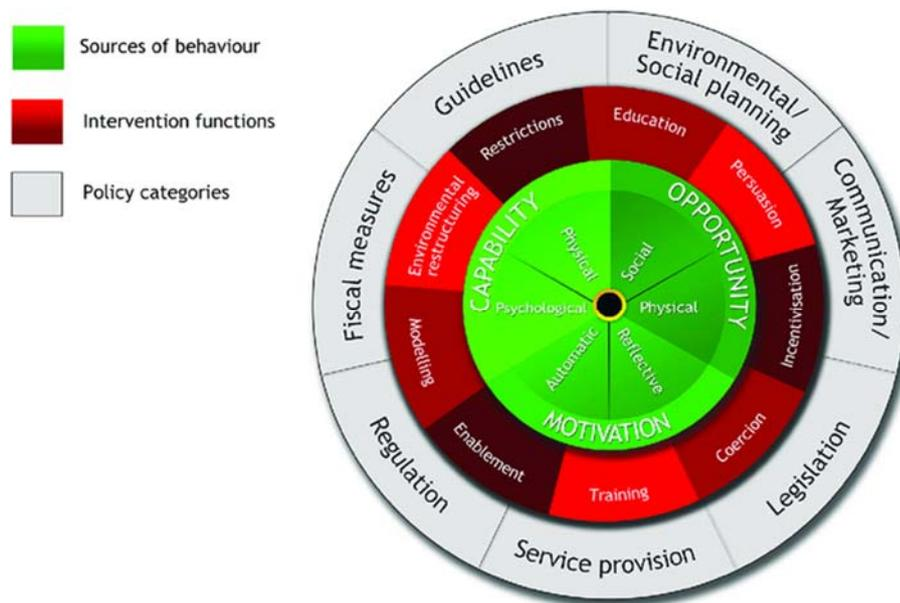 Sources of behaviour
Intervention functions
Policy categories
Guidelines
Environmental/
Social planning
Communication/
Marketing
Legislation
Service provision
Regulation
Fiscal measures
Restrictions
Education
Persuasion
Incentivisation
Coercion
Training
Enablement
Modelling
Environmental
restructuring
CAPABILITY
OPPORTUNITY
MOTIVATION
Physical
Social
Psychological
Physical
Automatic
Reflective